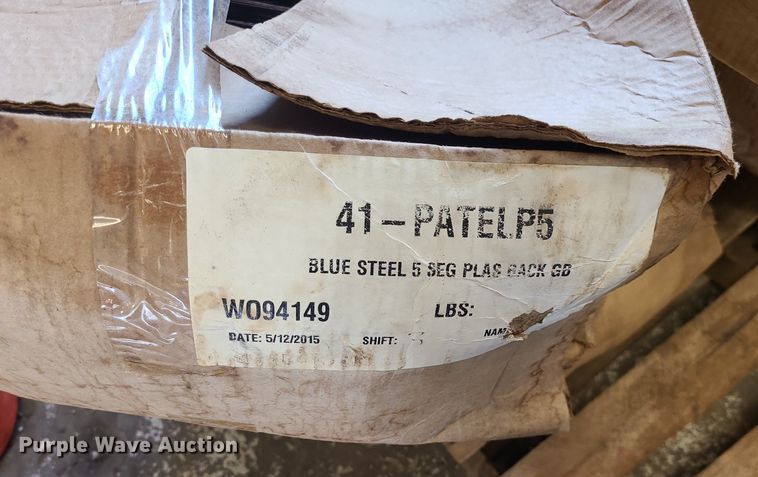 41-PATELP5
BLUE STEEL 5 SEG PLAS BACK GB
WO94149 LBS:
DATE: 5/12/2015 SHIFT: NAME
Purple Wave Auction